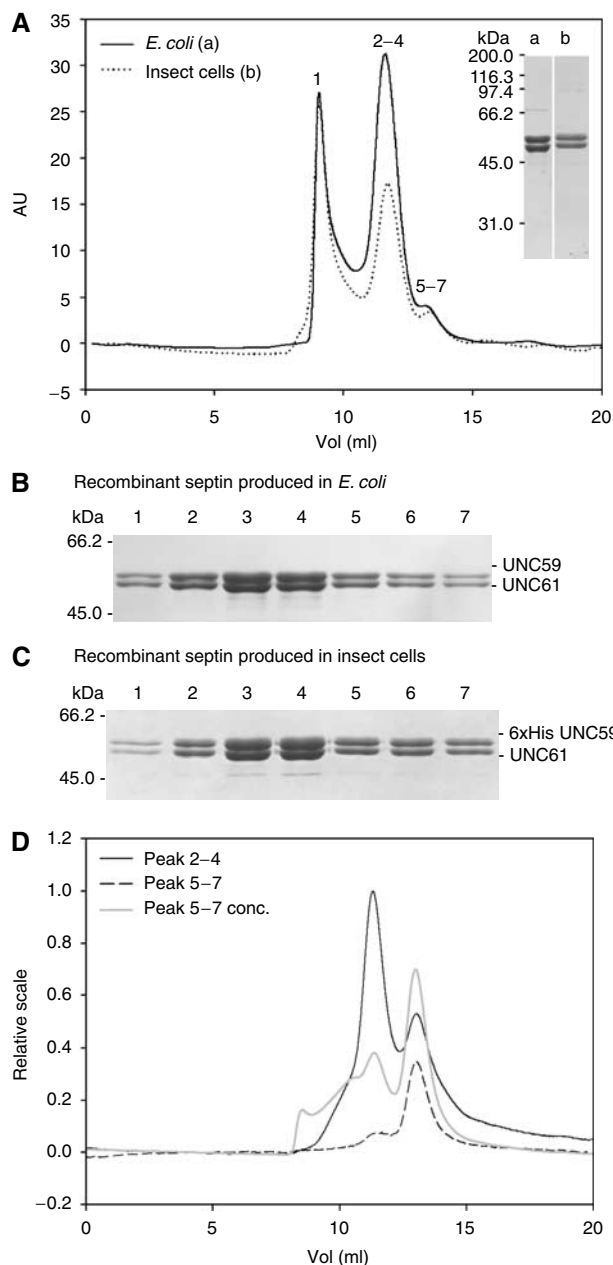 A
E. coli (a)
Insect cells (b)
1
2–4
5–7
kDa a b
200.0
116.3
97.4
66.2
45.0
31.0
35
30
25
20
15
10
5
0
−5
AU
0 5 10 15 20
Vol (ml)
B Recombinant septin produced in E. coli
kDa 1 2 3 4 5 6 7
66.2
UNC59
UNC61
45.0
C Recombinant septin produced in insect cells
kDa 1 2 3 4 5 6 7
66.2
6xHis UNC59
UNC61
45.0
D
Peak 2–4
Peak 5–7
Peak 5–7 conc.
1.2
1.0
0.8
0.6
0.4
0.2
0.0
−0.2
Relative scale
0 5 10 15 20
Vol (ml)